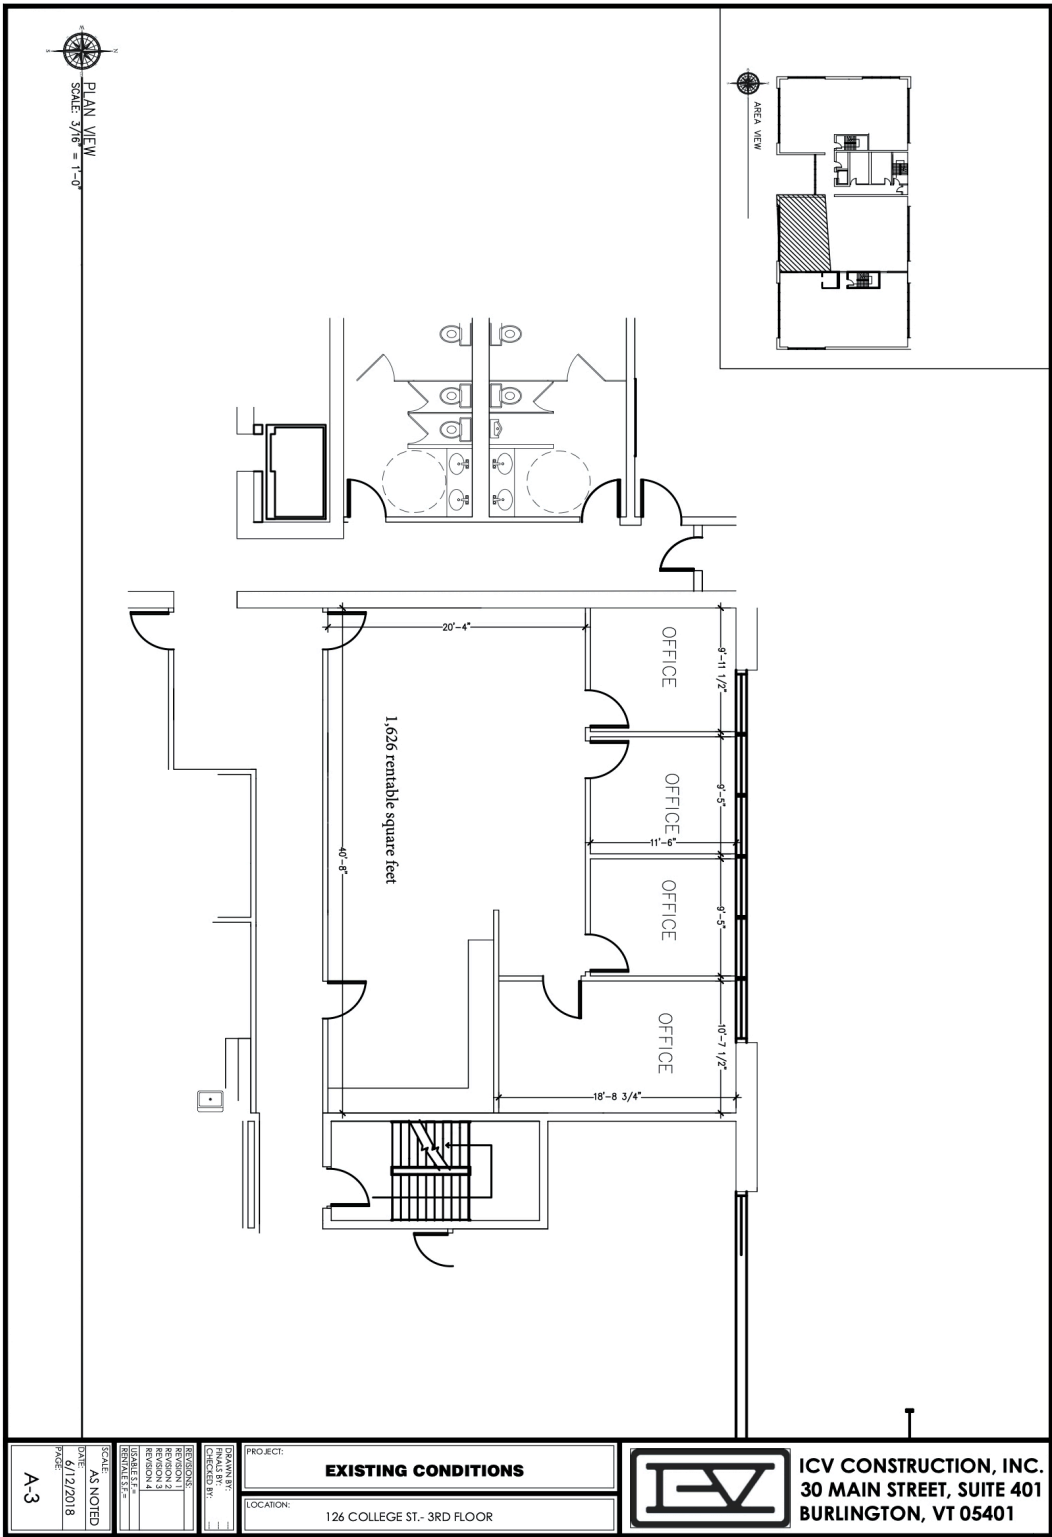 AREA VIEW
PLAN VIEW
SCALE: 3/16" = 1'-0"
N
S
20'-4"
OFFICE
9'-11 1/2"
1,626 rentable square feet
OFFICE
9'-5"
11'-6"
40'-8"
OFFICE
9'-5"
OFFICE
10'-7 1/2"
18'-8 3/4"
SCALE:
AS NOTED
DATE:
6/12/2018
PAGE:
A-3
REVISIONS:
REVISION 1
REVISION 2
REVISION 3
REVISION 4
USABLE S.F.=
RENTABLE S.F.=
DRAWN BY:
FINALS BY:
CHECKED BY:
PROJECT:
EXISTING CONDITIONS
LOCATION:
126 COLLEGE ST.- 3RD FLOOR
ICV
ICV CONSTRUCTION, INC.
30 MAIN STREET, SUITE 401
BURLINGTON, VT 05401